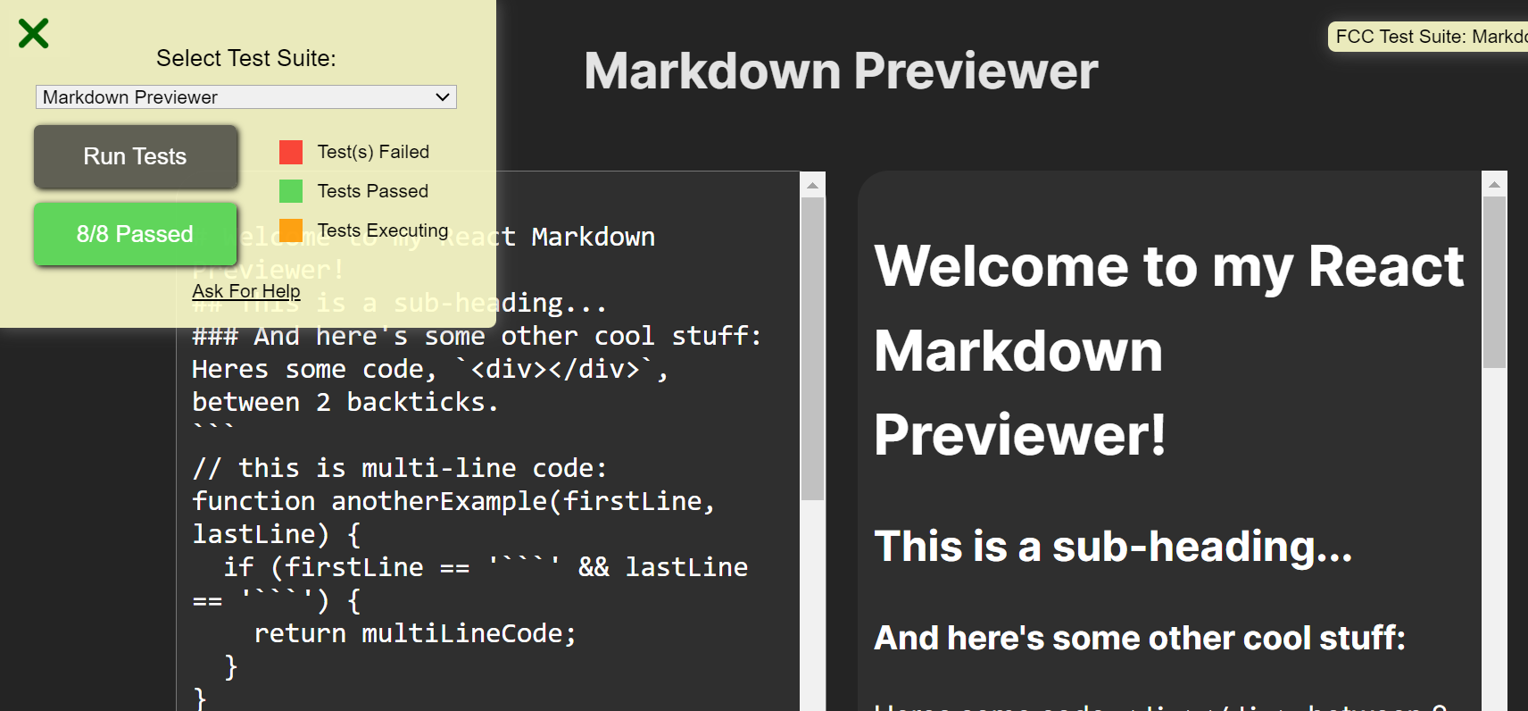 Select Test Suite:
Markdown Previewer
Run Tests
Test(s) Failed
Tests Passed
8/8 Passed
Tests Executing
Ask For Help
Markdown Previewer
FCC Test Suite: Markdo
# Welcome to my React Markdown
Previewer!
## This is a sub-heading...
### And here's some other cool stuff:
Heres some code, `<div></div>`,
between 2 backticks.
```
// this is multi-line code:
function anotherExample(firstLine,
lastLine) {
  if (firstLine == '```' && lastLine
== '```') {
    return multiLineCode;
  }
}
Welcome to my React
Markdown
Previewer!
This is a sub-heading...
And here's some other cool stuff: